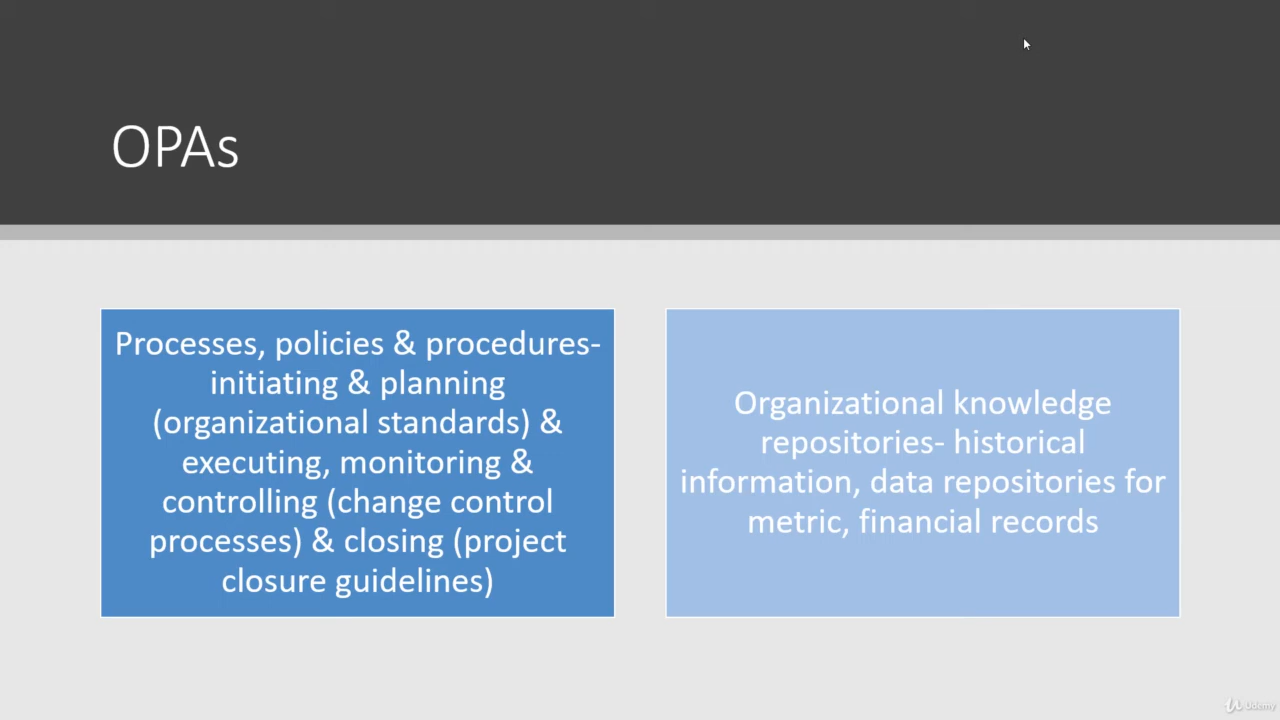 OPAs
Processes, policies & procedures-
initiating & planning
(organizational standards) &
executing, monitoring &
controlling (change control
processes) & closing (project
closure guidelines)
Organizational knowledge
repositories- historical
information, data repositories for
metric, financial records
Udemy